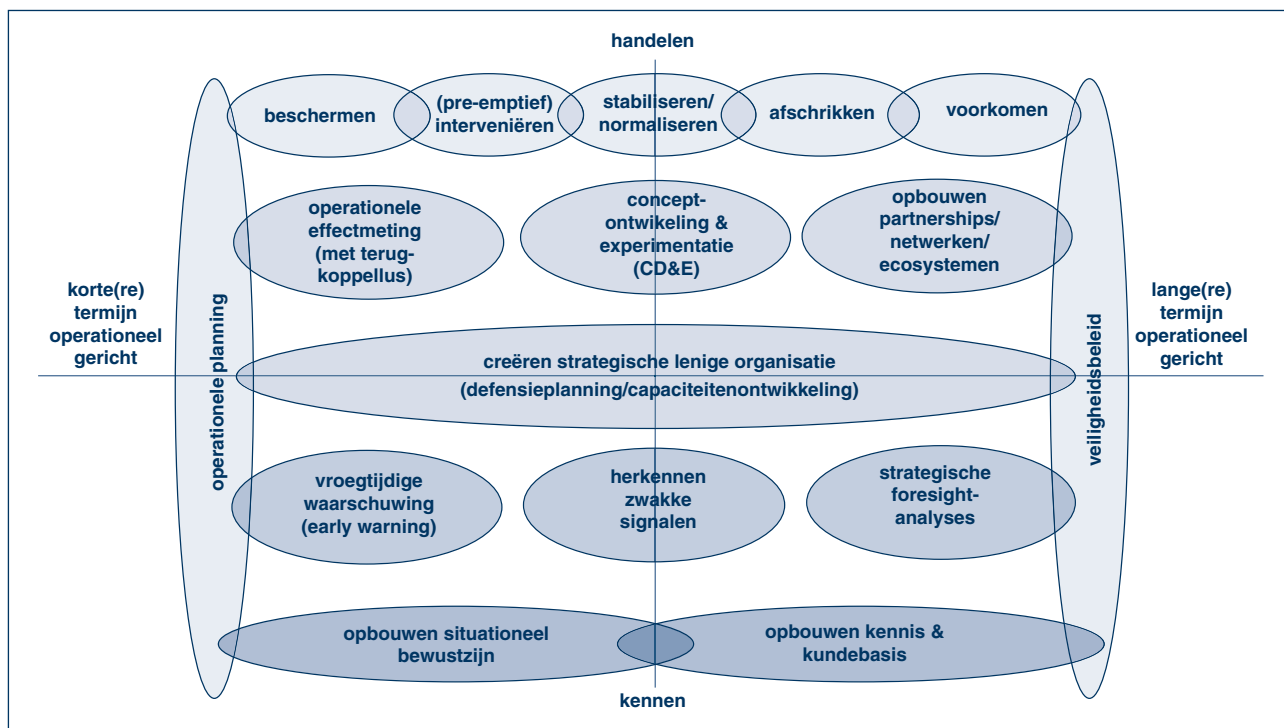 handelen
beschermen
(pre-emptief)
interveniëren
stabiliseren/
normaliseren
afschrikken
voorkomen
operationele
effectmeting
(met terug-
koppellus)
concept-
ontwikeling &
experimentatie
(CD&E)
opbouwen
partnerships/
netwerken/
ecosystemen
korte(re)
termijn
operationeel
gericht
operationele planning
creëren strategische lenige organisatie
(defensieplanning/capaciteitenontwikkeling)
veiligheidsbeleid
lange(re)
termijn
operationeel
gericht
vroegtijdige
waarschuwing
(early warning)
herkennen
zwakke
signalen
strategische
foresight-
analyses
opbouwen situationeel
bewustzijn
opbouwen kennis &
kundebasis
kennen